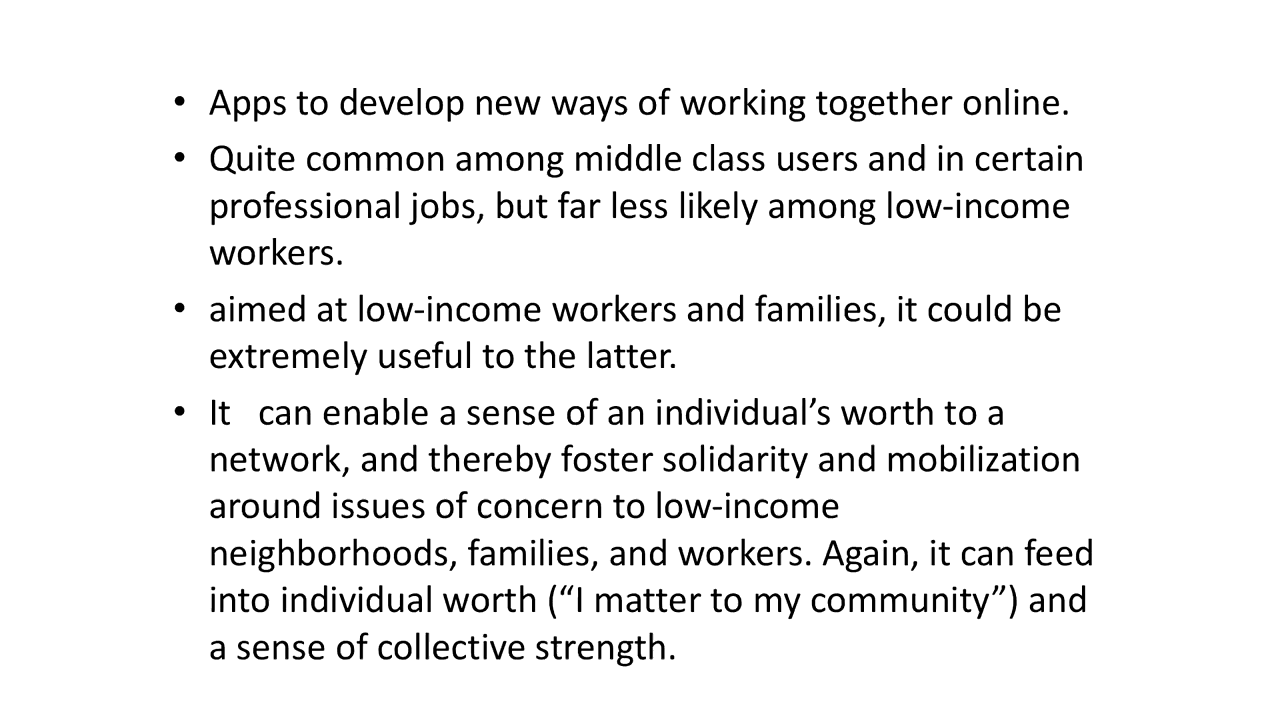 • Apps to develop new ways of working together online.
• Quite common among middle class users and in certain
professional jobs, but far less likely among low-income
workers.
• aimed at low-income workers and families, it could be
extremely useful to the latter.
• It   can enable a sense of an individual’s worth to a
network, and thereby foster solidarity and mobilization
around issues of concern to low-income
neighborhoods, families, and workers. Again, it can feed
into individual worth (“I matter to my community”) and
a sense of collective strength.